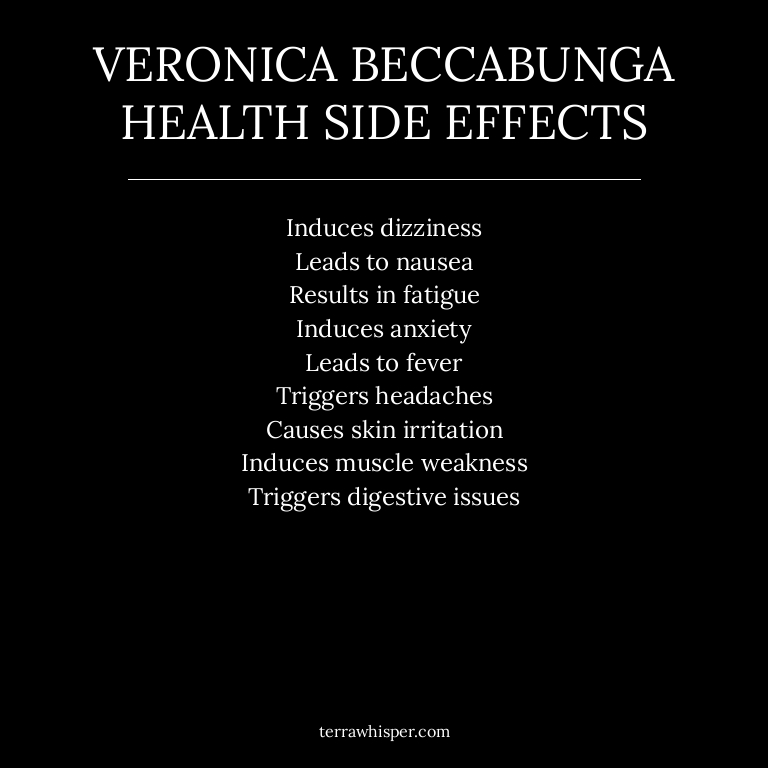 VERONICA BECCABUNGA
HEALTH SIDE EFFECTS
Induces dizziness
Leads to nausea
Results in fatigue
Induces anxiety
Leads to fever
Triggers headaches
Causes skin irritation
Induces muscle weakness
Triggers digestive issues
terrawhisper.com